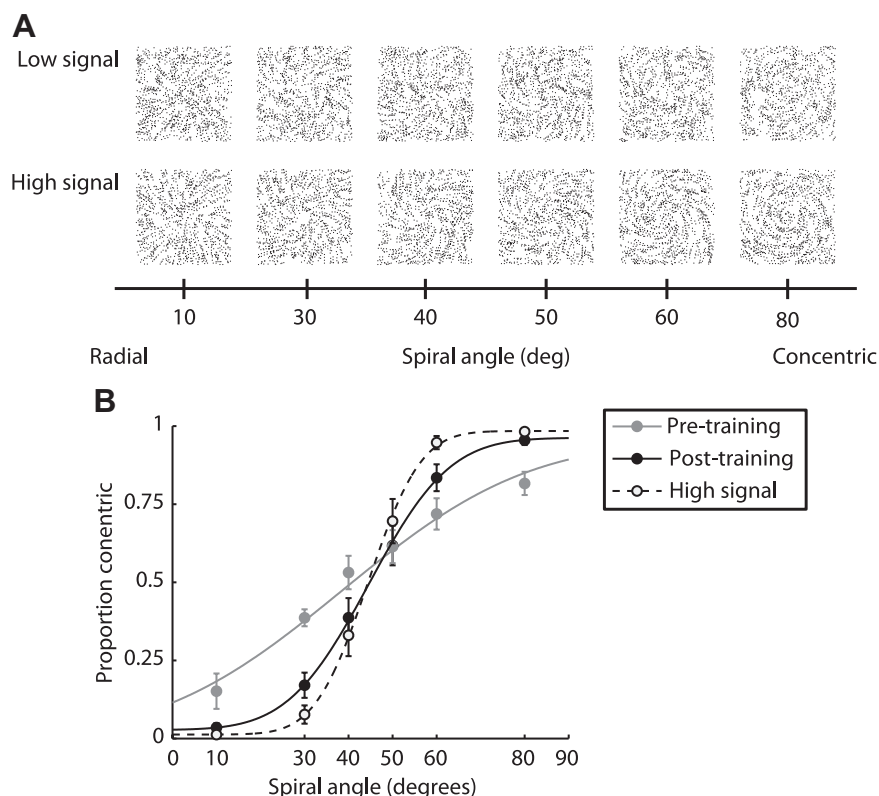 A
Low signal
High signal
10 30 40 50 60 80
Radial Spiral angle (deg) Concentric
B
1
0.75
0.5
0.25
0
Proportion conentric
0 10 30 40 50 60 80 90
Spiral angle (degrees)
Pre-training
Post-training
High signal